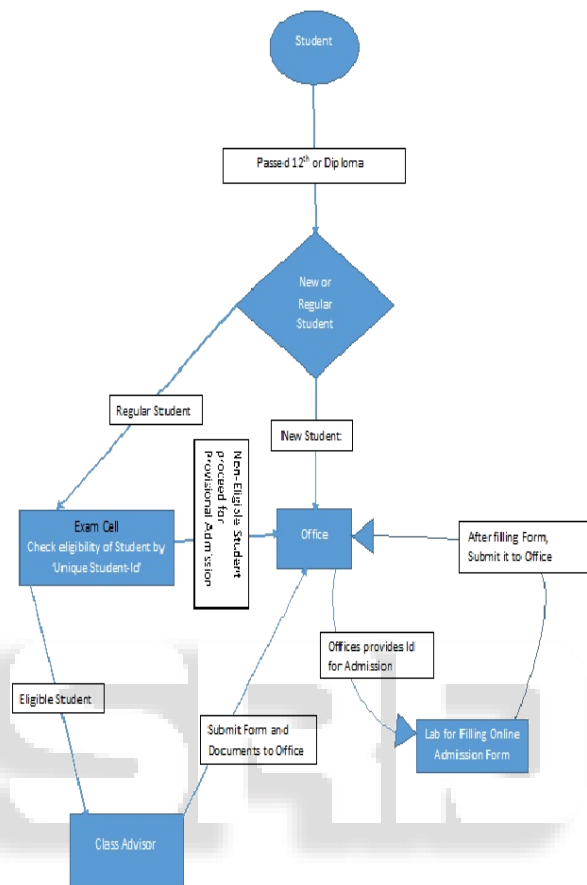 Student
Passed 12th or Diploma
New or
Regular
Student
Regular Student
New Student
Non-Eligible Student
proceed for
Provisional Admission
Exam Cell
Check eligibility of Student by
'Unique Student-Id'
Office
After filling Form,
Submit it to Office
Offices provides Id
for Admission
Eligible Student
Submit Form and
Documents to Office
Lab for Filling Online
Admission Form
Class Advisor